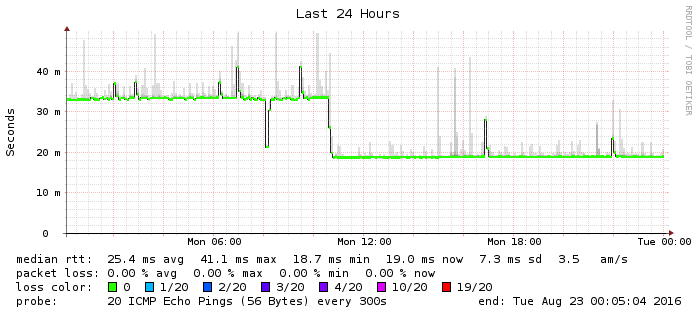 Last 24 Hours
RRDTOOL / TOBI OETIKER
Seconds
40 m
30 m
20 m
10 m
0
Mon 06:00 Mon 12:00 Mon 18:00 Tue 00:00
median rtt: 25.4 ms avg 41.1 ms max 18.7 ms min 19.0 ms now 7.3 ms sd 3.5 am/s
packet loss: 0.00 % avg 0.00 % max 0.00 % min 0.00 % now
loss color: 0 1/20 2/20 3/20 4/20 10/20 19/20
probe: 20 ICMP Echo Pings (56 Bytes) every 300s end: Tue Aug 23 00:05:04 2016